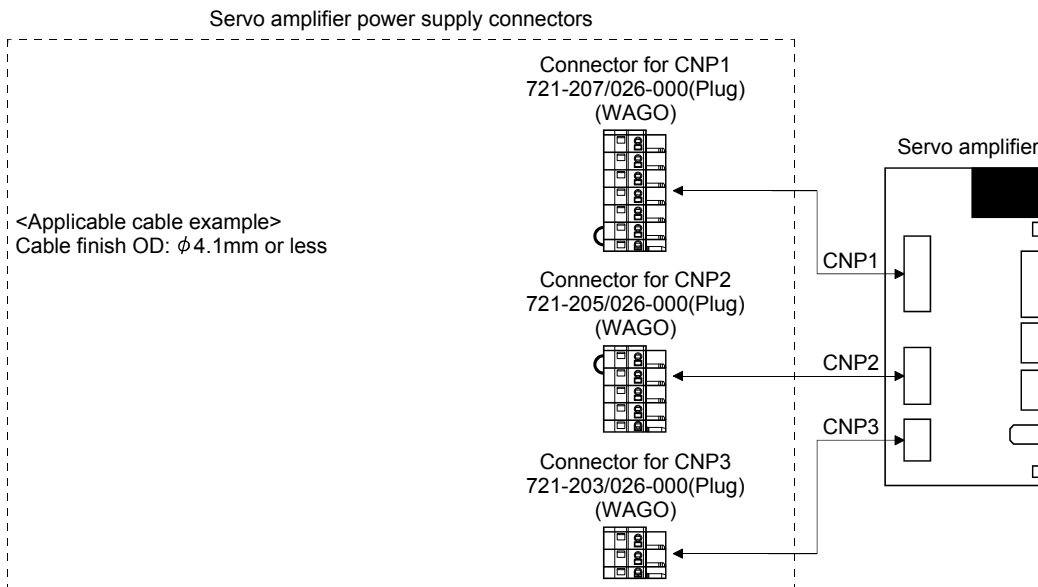 Servo amplifier power supply connectors
Connector for CNP1
721-207/026-000(Plug)
(WAGO)
Servo amplifier
<Applicable cable example>
Cable finish OD: ϕ4.1mm or less
CNP1
Connector for CNP2
721-205/026-000(Plug)
(WAGO)
CNP2
CNP3
Connector for CNP3
721-203/026-000(Plug)
(WAGO)